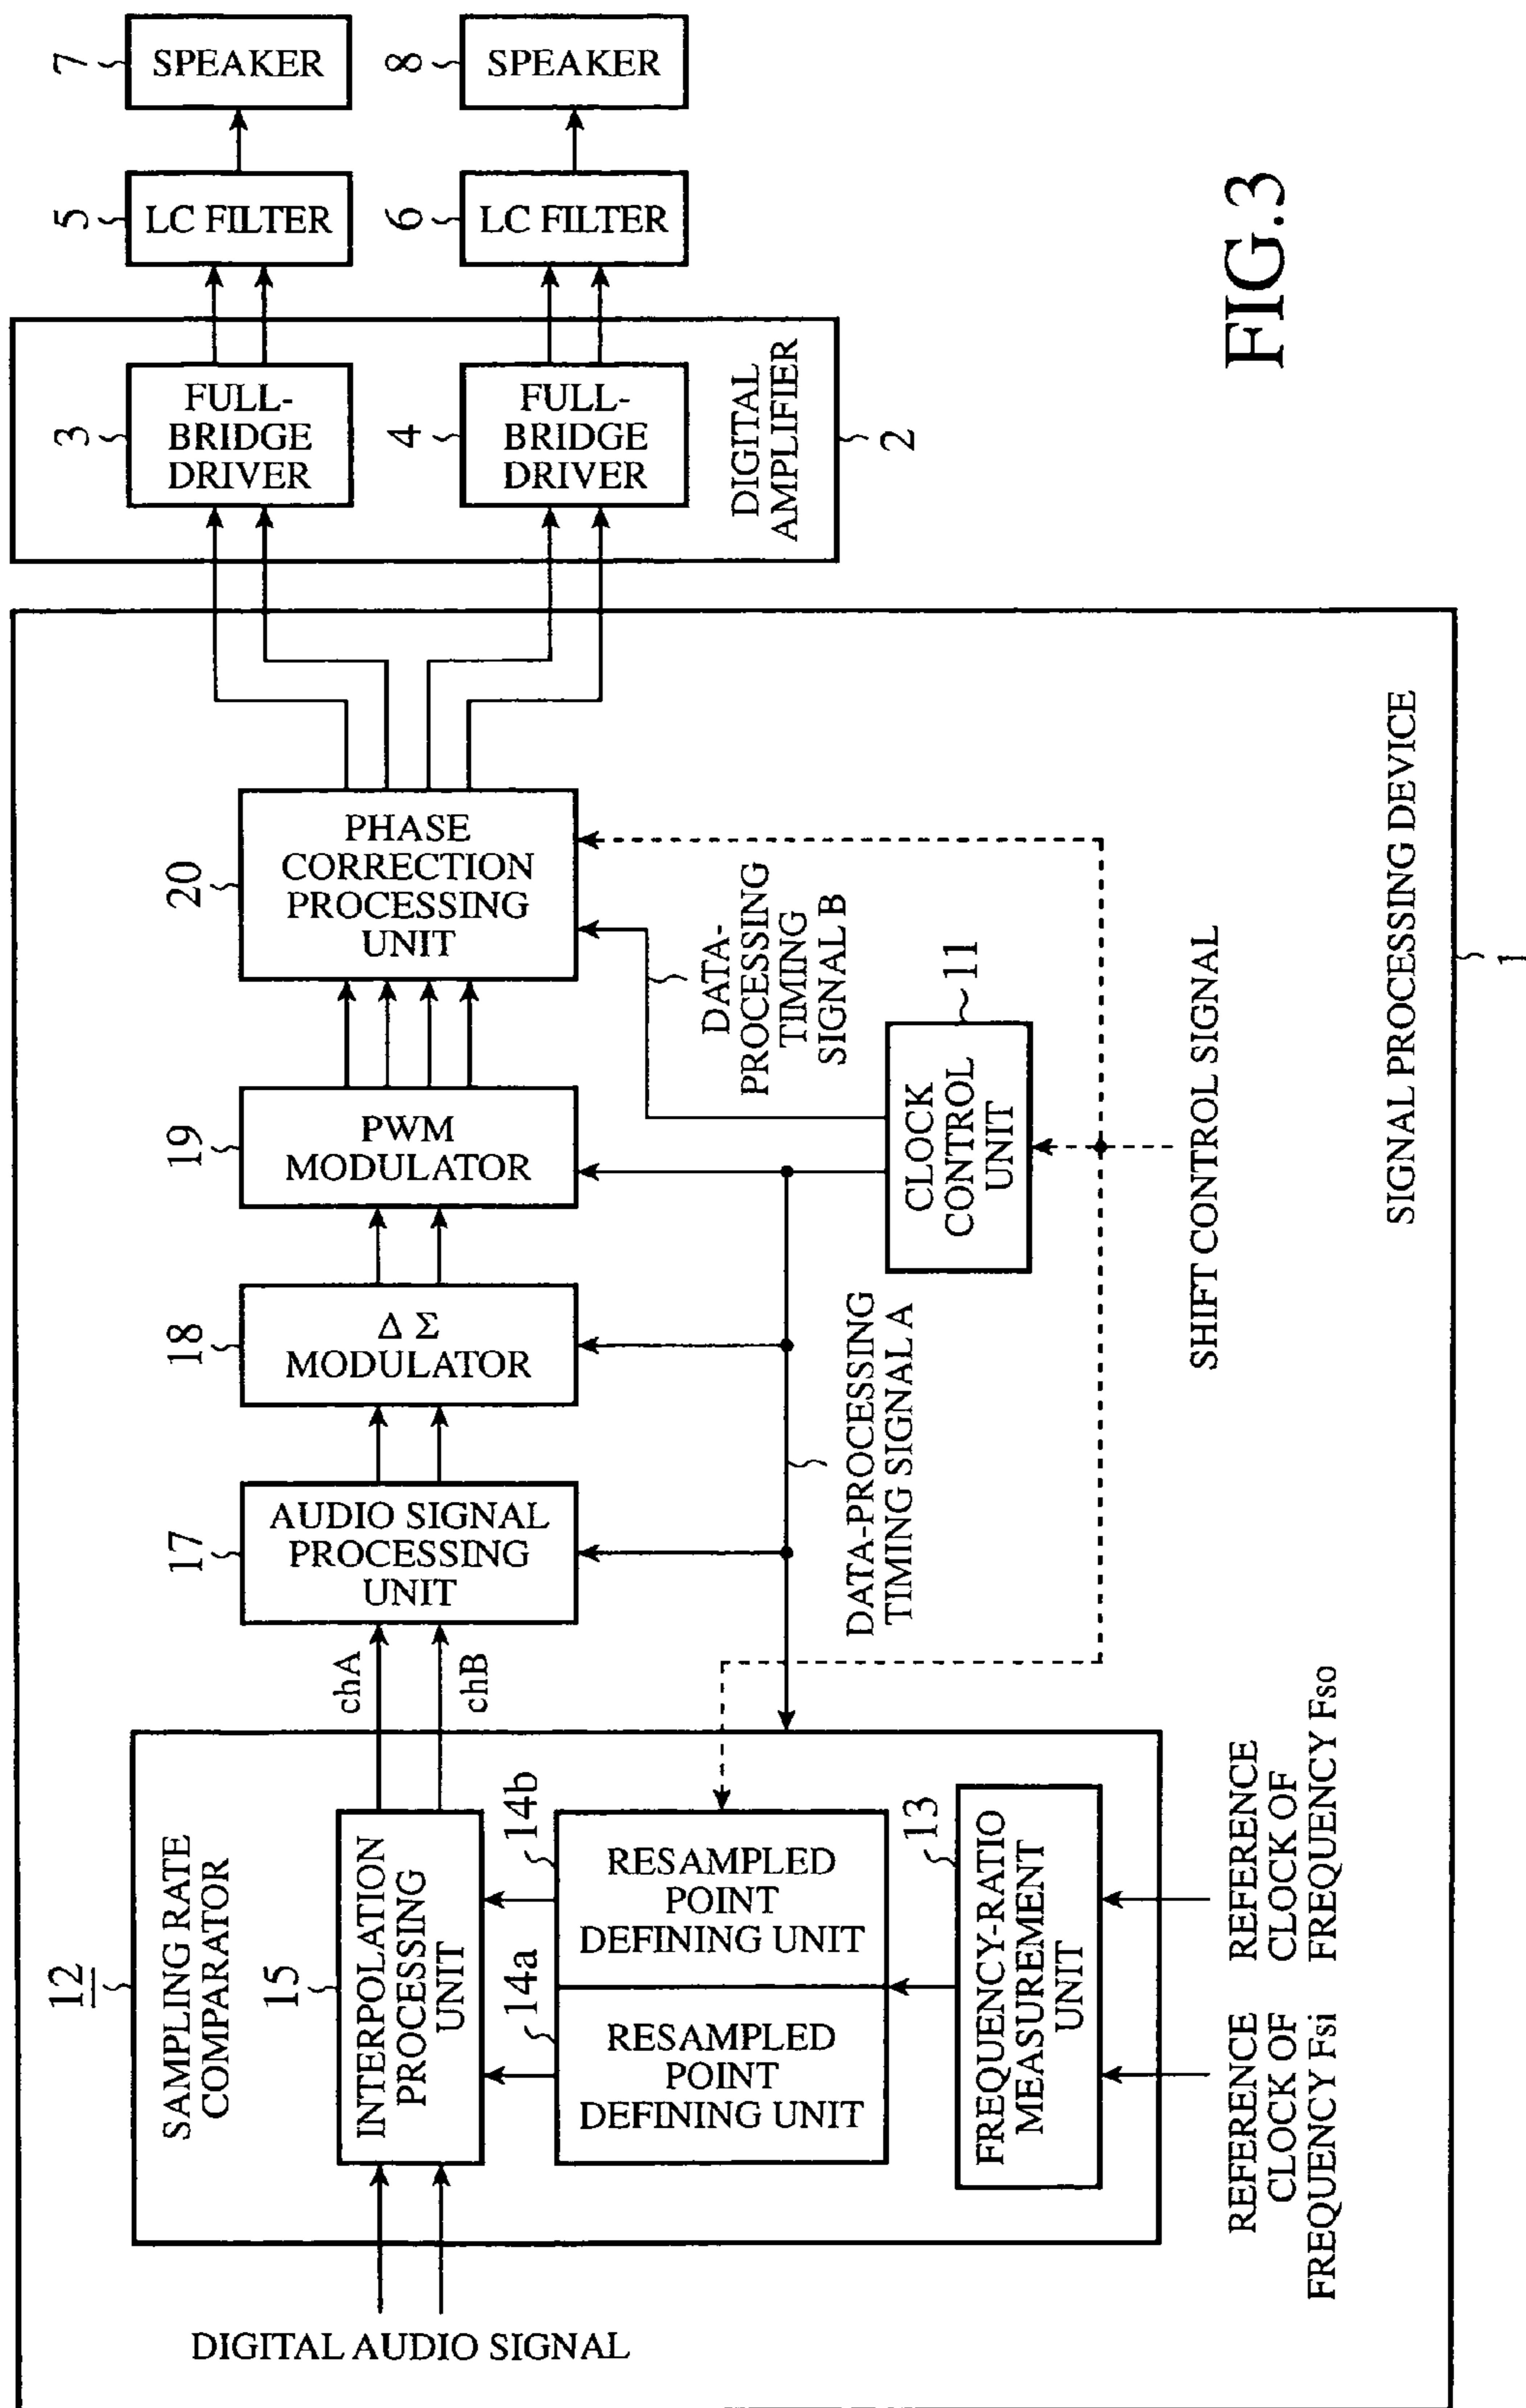 12
SAMPLING RATE
COMPARATOR
15
INTERPOLATION
PROCESSING
UNIT
14a
14b
RESAMPLED
POINT
DEFINING UNIT
RESAMPLED
POINT
DEFINING UNIT
13
FREQUENCY-RATIO
MEASUREMENT
UNIT
DIGITAL AUDIO SIGNAL
REFERENCE
CLOCK OF
FREQUENCY Fsi
REFERENCE
CLOCK OF
FREQUENCY Fso
chA
chB
17
AUDIO SIGNAL
PROCESSING
UNIT
18
Δ Σ
MODULATOR
19
PWM
MODULATOR
20
PHASE
CORRECTION
PROCESSING
UNIT
DATA-PROCESSING
TIMING SIGNAL A
DATA-
PROCESSING
TIMING
SIGNAL B
CLOCK
CONTROL
UNIT
11
SHIFT CONTROL SIGNAL
SIGNAL PROCESSING DEVICE
1
3
FULL-
BRIDGE
DRIVER
4
FULL-
BRIDGE
DRIVER
DIGITAL
AMPLIFIER
2
5
LC FILTER
6
LC FILTER
7
SPEAKER
8
SPEAKER
FIG.3